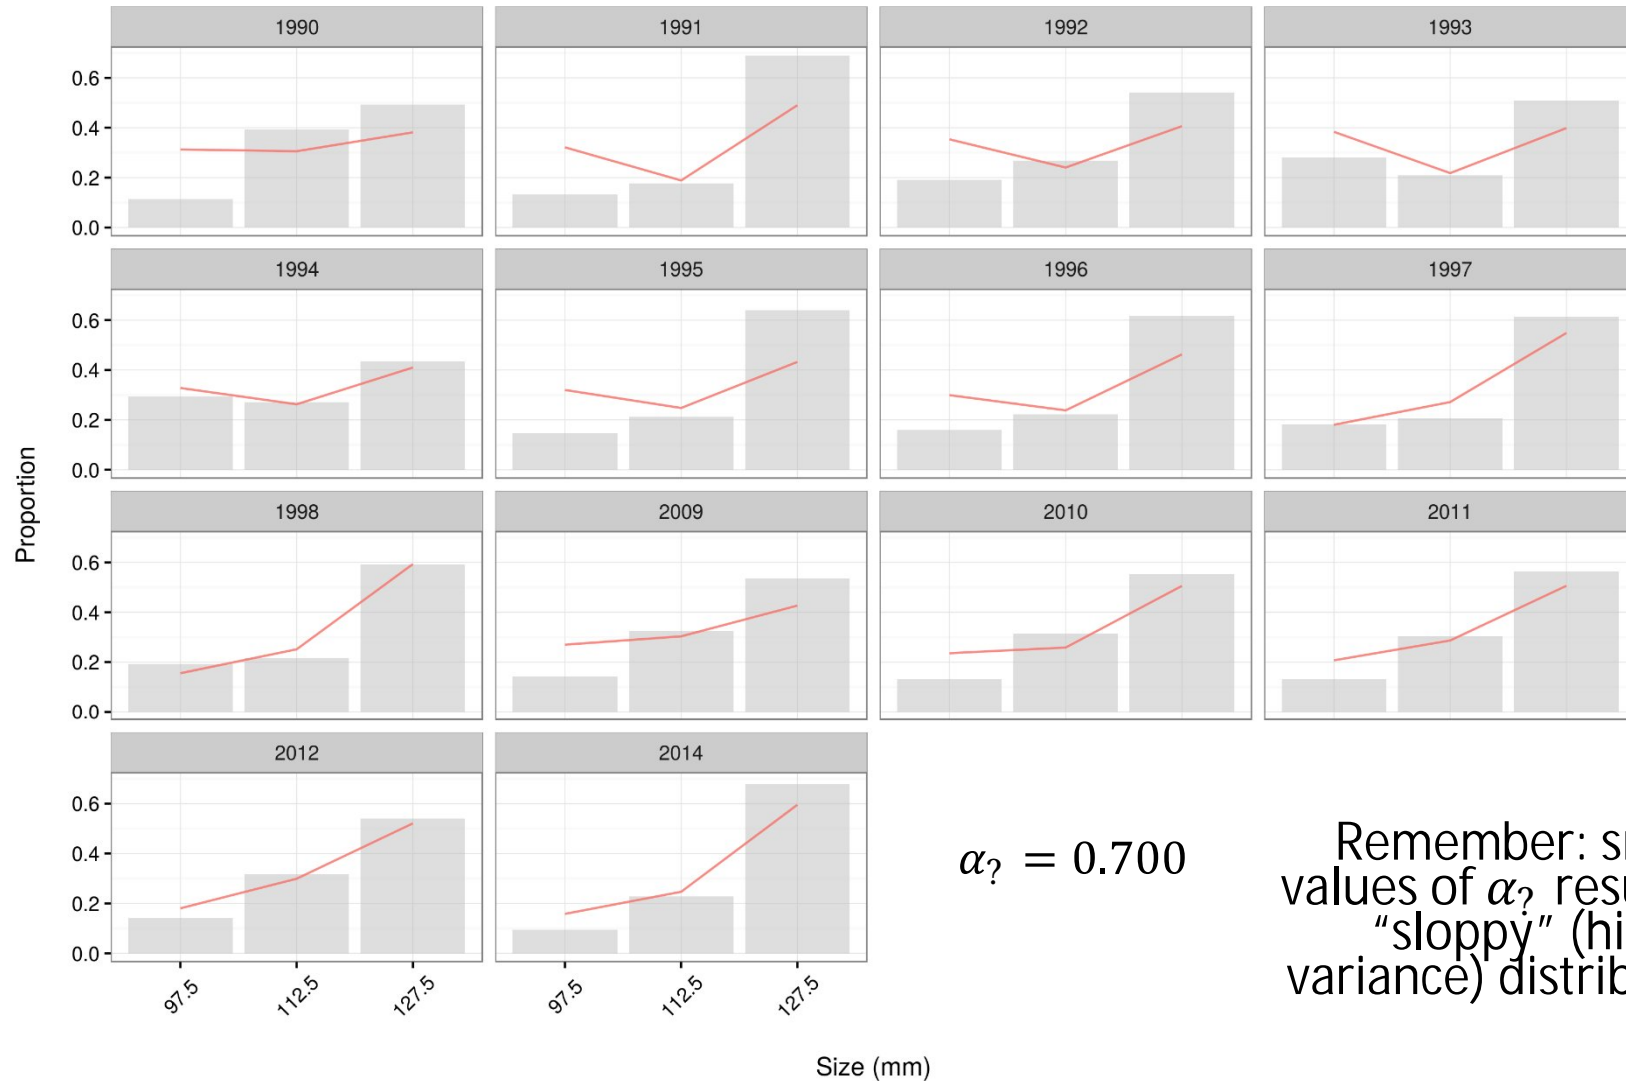 1990 1991 1992 1993
0.6
0.4
0.2
0.0
1994 1995 1996 1997
0.6
0.4
0.2
0.0
1998 2009 2010 2011
0.6
0.4
0.2
0.0
2012 2014
0.6
0.4
0.2
0.0
97.5 112.5 127.5 97.5 112.5 127.5
Proportion
Size (mm)
α? = 0.700
Remember:
values of α?
“sloppy”
variance)